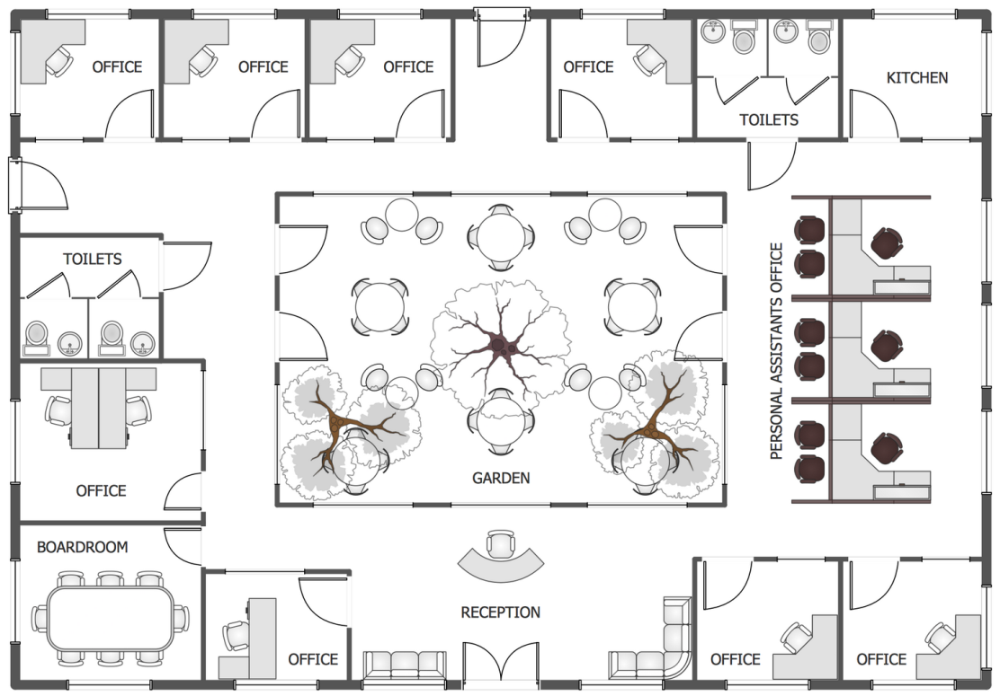 OFFICE
OFFICE
OFFICE
OFFICE
KITCHEN
TOILETS
TOILETS
PERSONAL ASSISTANTS OFFICE
GARDEN
OFFICE
BOARDROOM
RECEPTION
OFFICE
OFFICE
OFFICE